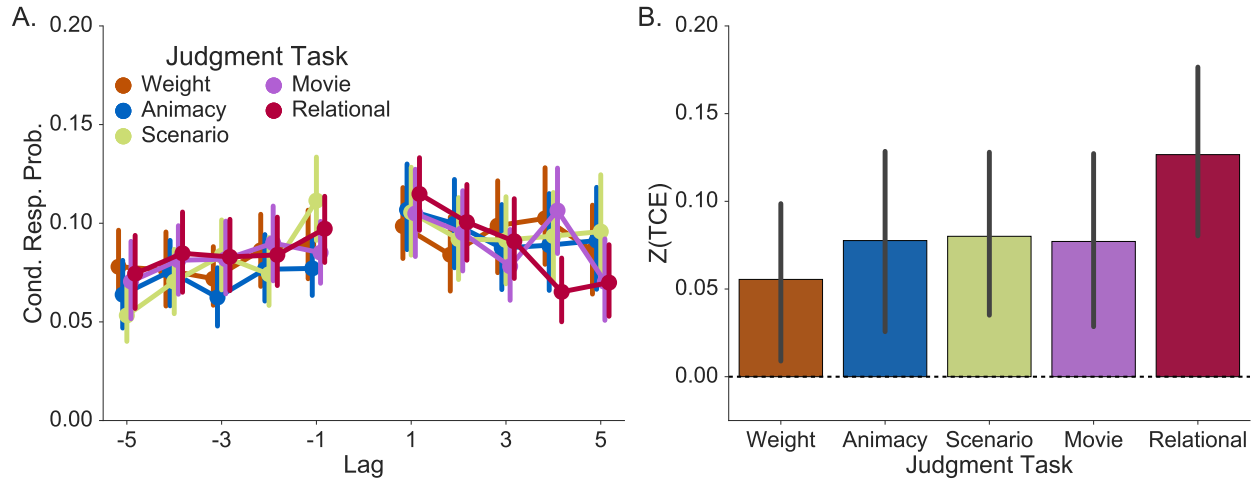 A.
Judgment Task
Weight
Animacy
Scenario
Movie
Relational
Cond. Resp. Prob.
0.20
0.15
0.10
0.05
0.00
-5
-3
-1
1
3
5
Lag
B.
Z(TCE)
0.20
0.15
0.10
0.05
0.00
Weight
Animacy
Scenario
Movie
Relational
Judgment Task